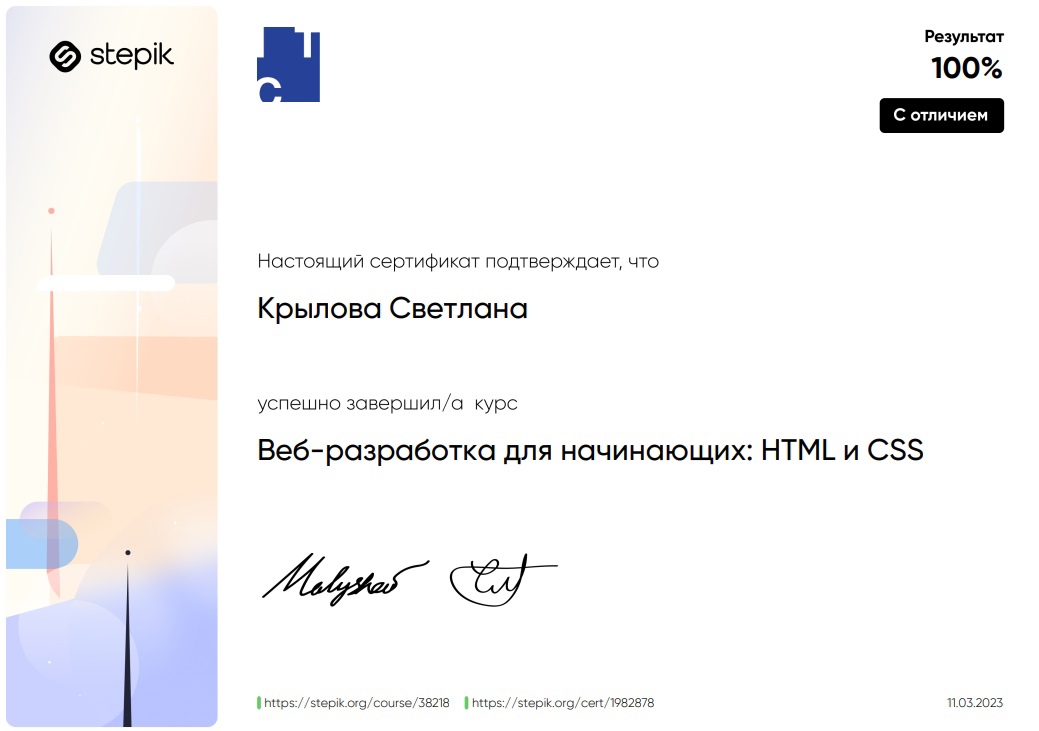 stepik
Результат
100%
С отличием
Настоящий сертификат подтверждает, что
Крылова Светлана
успешно завершил/а курс
Веб-разработка для начинающих: HTML и CSS
Malyshev
https://stepik.org/course/38218 https://stepik.org/cert/1982878
11.03.2023